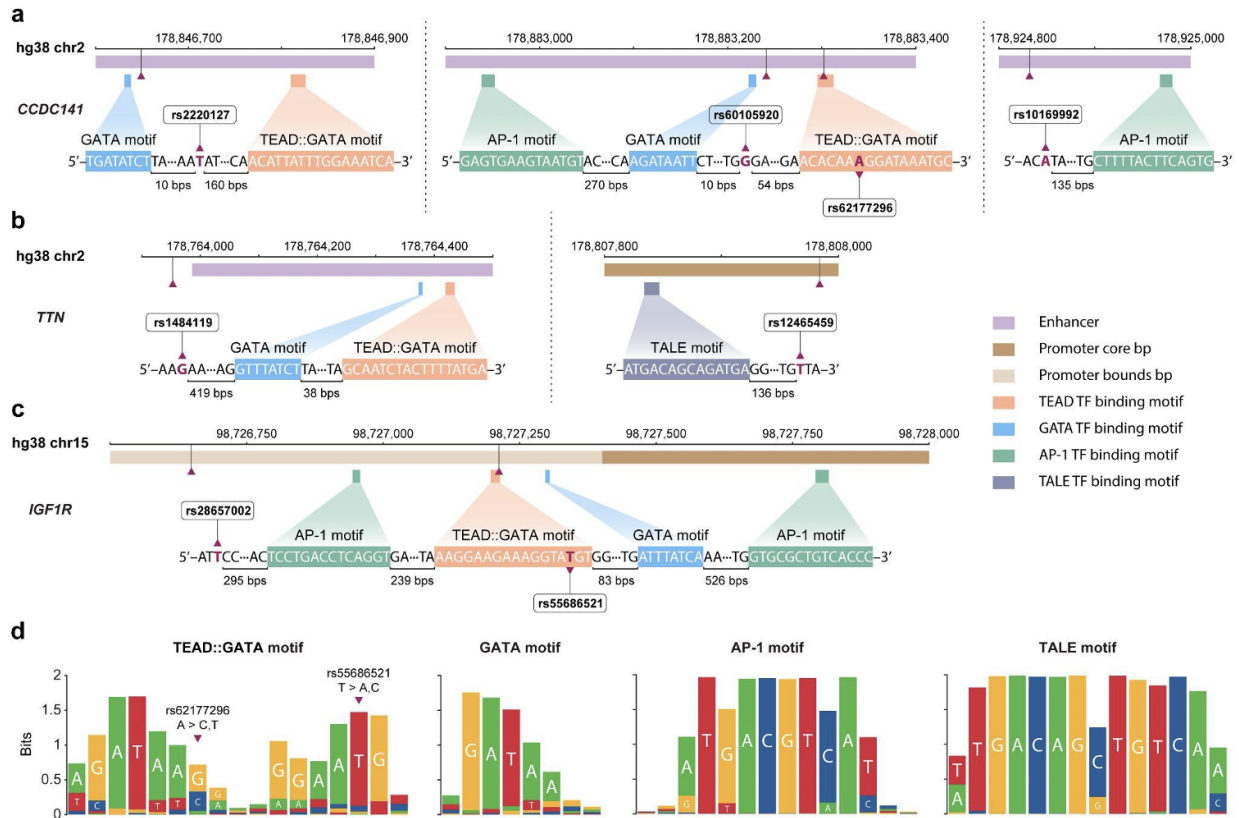 a
hg38 chr2
178,846,700 178,846,900 178,883,000 178,883,200 178,883,400 178,924,800 178,925,000
CCDC141
rs2220127 rs60105920 rs10169992
GATA motif TEAD::GATA motif AP-1 motif GATA motif TEAD::GATA motif AP-1 motif
5'–TGATATCTTA···AATAT···CAACATTATTTGGAAATCA–3' 5'–GAGTGAAGTAATGTAC···CAAGATAATTCT···TGGGA···GAACACAAAGGATAAATGC–3' 5'–ACATA···TGCTTTTACTTCAGTG–3'
10 bps 160 bps 270 bps 10 bps 54 bps 135 bps
rs62177296
b
hg38 chr2
178,764,000 178,764,200 178,764,400 178,807,800 178,808,000
TTN
rs1484119 rs12465459
GATA motif TEAD::GATA motif TALE motif
5'–AAGAA···AGGTTTATCTTA···TAGCAATCTACTTTTATGA–3' 5'–ATGACAGCAGATGAGG···TGTTA–3'
419 bps 38 bps 136 bps
Enhancer
Promoter core bp
Promoter bounds bp
TEAD TF binding motif
GATA TF binding motif
AP-1 TF binding motif
TALE TF binding motif
c
hg38 chr15
98,726,750 98,727,000 98,727,250 98,727,500 98,727,750 98,728,000
IGF1R
rs28657002
AP-1 motif TEAD::GATA motif GATA motif AP-1 motif
5'–ATTCC···ACTCCTGACCTCAGGTGA···TAAAGGAAGAAAGGTATGTGG···TGATTTATCAAA···TGGTGCGCTGTCACCC–3'
295 bps 239 bps 83 bps 526 bps
rs55686521
d
TEAD::GATA motif GATA motif AP-1 motif TALE motif
Bits
2
1.5
1
0.5
0
rs62177296
A > C,T
rs55686521
T > A,C
A G A T A A G G G G A A T G
T C T T C A A A
G A T A A
T
A T G A C G T C A T
G T A C
T T G A C A G C T G T C A A
A G C